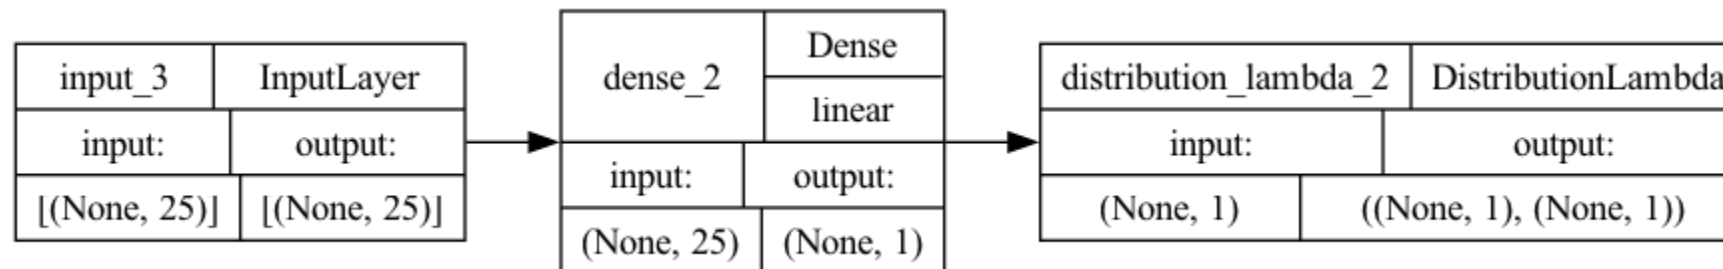 input_3 InputLayer
input: output:
[(None, 25)] [(None, 25)]
dense_2 Dense
linear
input: output:
(None, 25) (None, 1)
distribution_lambda_2 DistributionLambda
input: output:
(None, 1) ((None, 1), (None, 1))